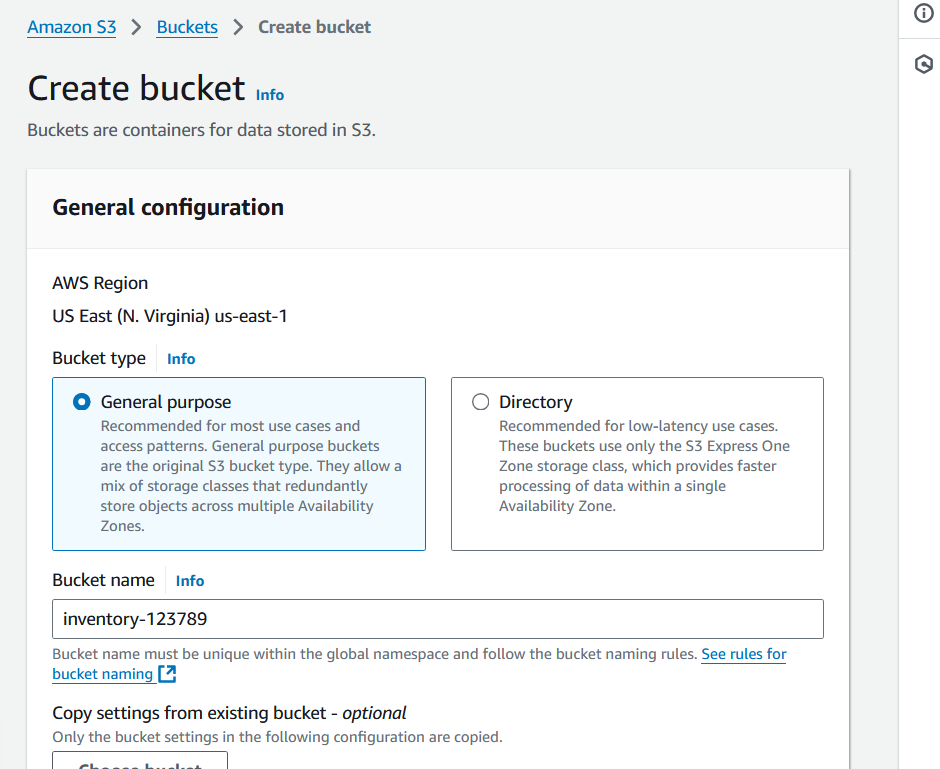 Amazon S3 > Buckets > Create bucket
Create bucket Info
Buckets are containers for data stored in S3.
General configuration
AWS Region
US East (N. Virginia) us-east-1
Bucket type Info
General purpose
Recommended for most use cases and
access patterns. General purpose buckets
are the original S3 bucket type. They allow a
mix of storage classes that redundantly
store objects across multiple Availability
Zones.
Directory
Recommended for low-latency use cases.
These buckets use only the S3 Express One
Zone storage class, which provides faster
processing of data within a single
Availability Zone.
Bucket name Info
inventory-123789
Bucket name must be unique within the global namespace and follow the bucket naming rules. See rules for
bucket naming
Copy settings from existing bucket - optional
Only the bucket settings in the following configuration are copied.
Choose bucket